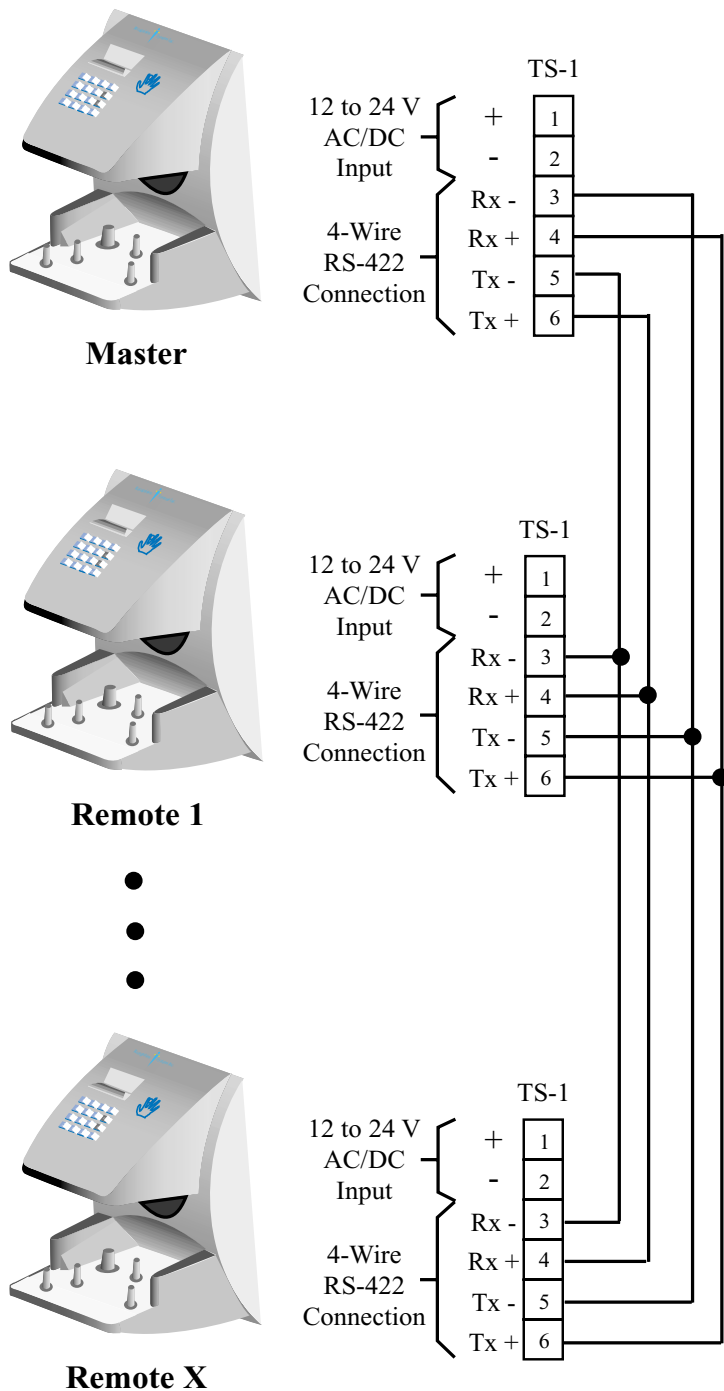 TS-1
12 to 24 V
AC/DC
Input
+
-
4-Wire
RS-422
Connection
Rx -
Rx +
Tx -
Tx +
1
2
3
4
5
6
Master
TS-1
12 to 24 V
AC/DC
Input
+
-
4-Wire
RS-422
Connection
Rx -
Rx +
Tx -
Tx +
1
2
3
4
5
6
Remote 1
TS-1
12 to 24 V
AC/DC
Input
+
-
4-Wire
RS-422
Connection
Rx -
Rx +
Tx -
Tx +
1
2
3
4
5
6
Remote X